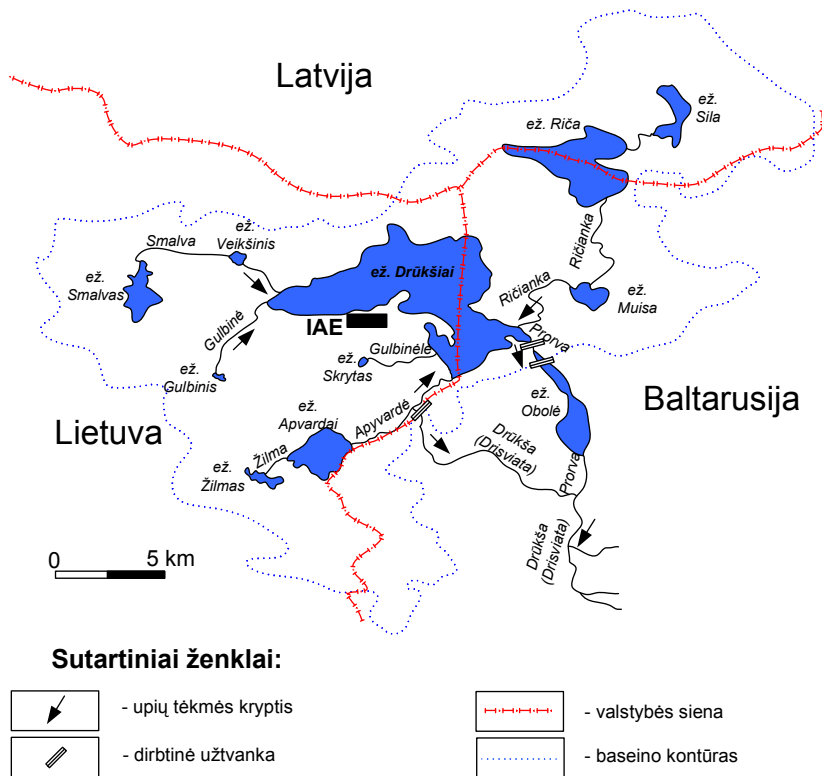 Latvija
ež.
Sila
ež. Riča
Smalva
ež.
Veikšinis
Ričianka
ež.
Smalvas
ež. Drūkšiai
Ričianka
ež.
Muisa
Gulbinė
IAE
Prorva
Gulbinėlė
ež.
Skrytas
ež.
Gulbinis
ež.
Obolė
Baltarusija
Lietuva
ež.
Apvardai
Apyvardė
Drūkša
(Drisviata)
Žilma
ež.
Žilmas
Prorva
Drūkša
(Drisviata)
0 5 km
Sutartiniai ženklai:
- upių tėkmės kryptis
- valstybės siena
- dirbtinė užtvanka
- baseino kontūras